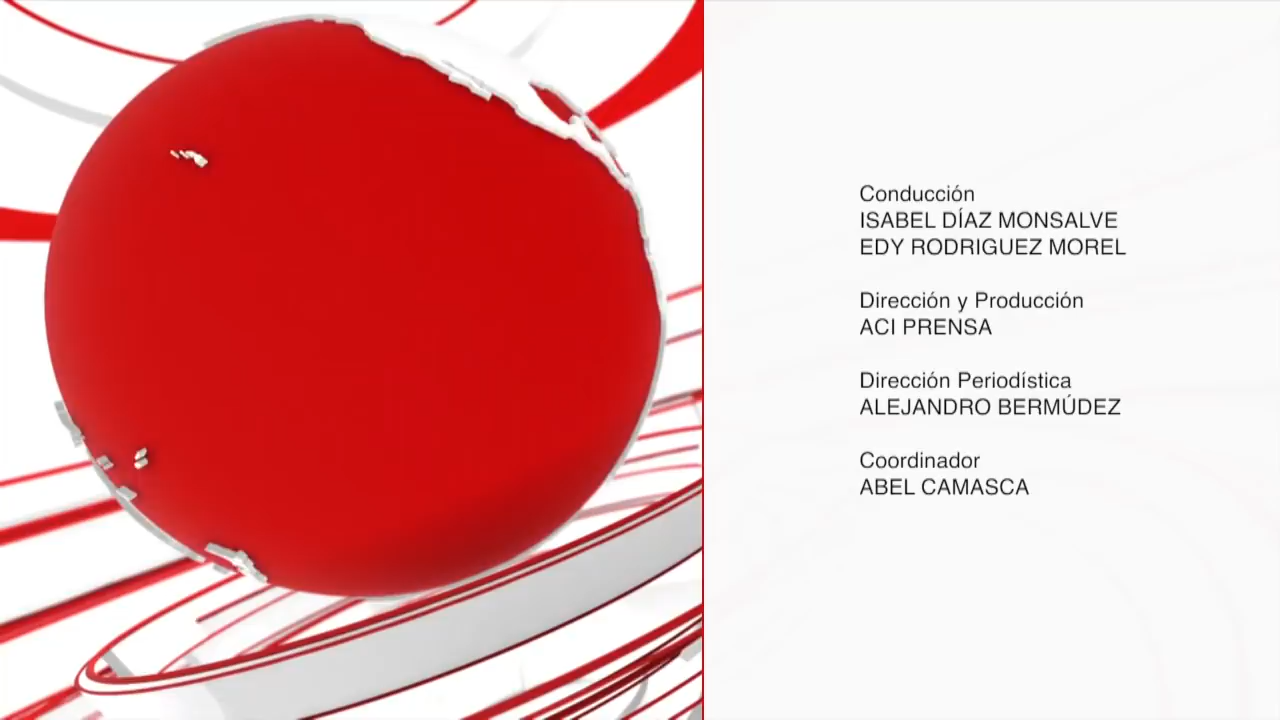 Conducción
ISABEL DÍAZ MONSALVE
EDY RODRIGUEZ MOREL
Dirección y Producción
ACI PRENSA
Dirección Periodística
ALEJANDRO BERMÚDEZ
Coordinador
ABEL CAMASCA